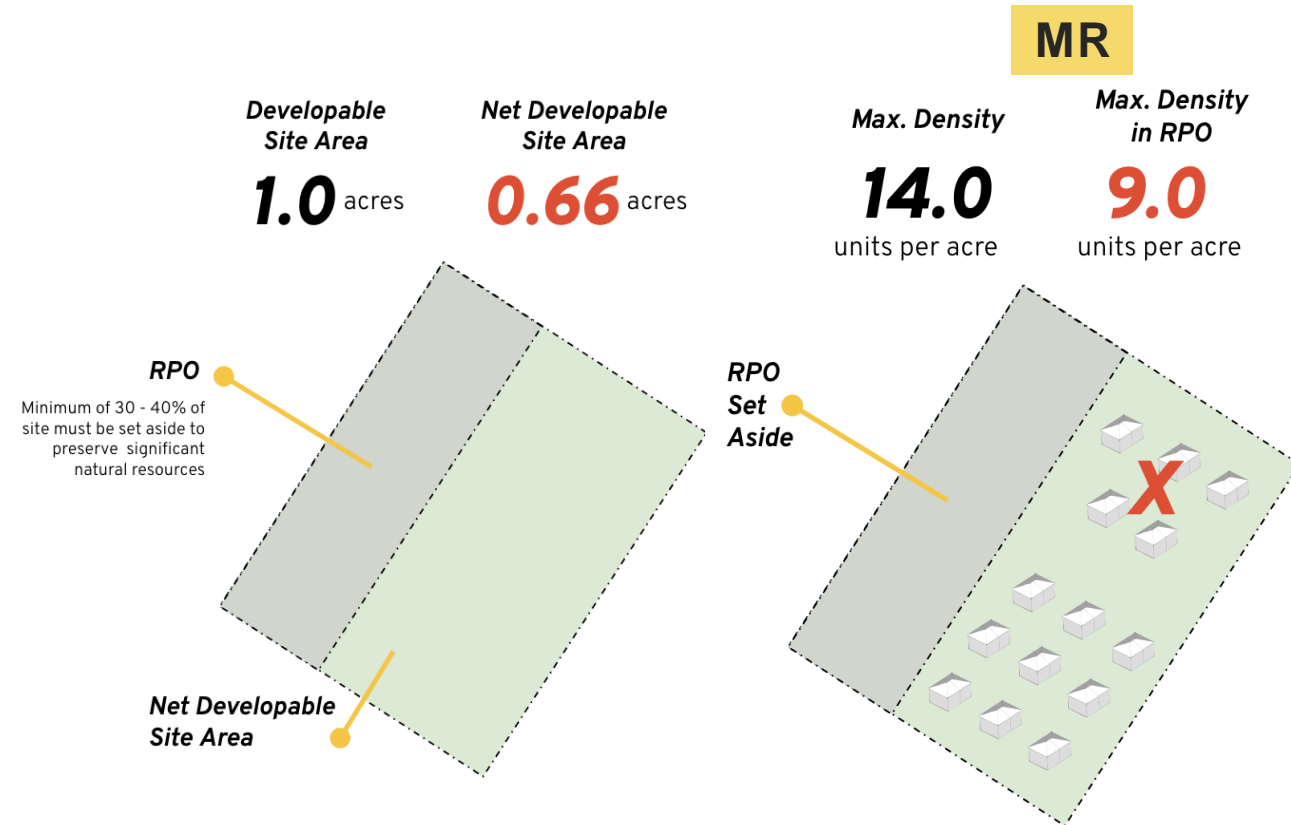 MR
Developable
Site Area
1.0 acres
Net Developable
Site Area
0.66 acres
Max. Density
14.0
units per acre
Max. Density
in RPO
9.0
units per acre
RPO
Minimum of 30 - 40% of
site must be set aside to
preserve significant
natural resources
Net Developable
Site Area
RPO
Set
Aside
X